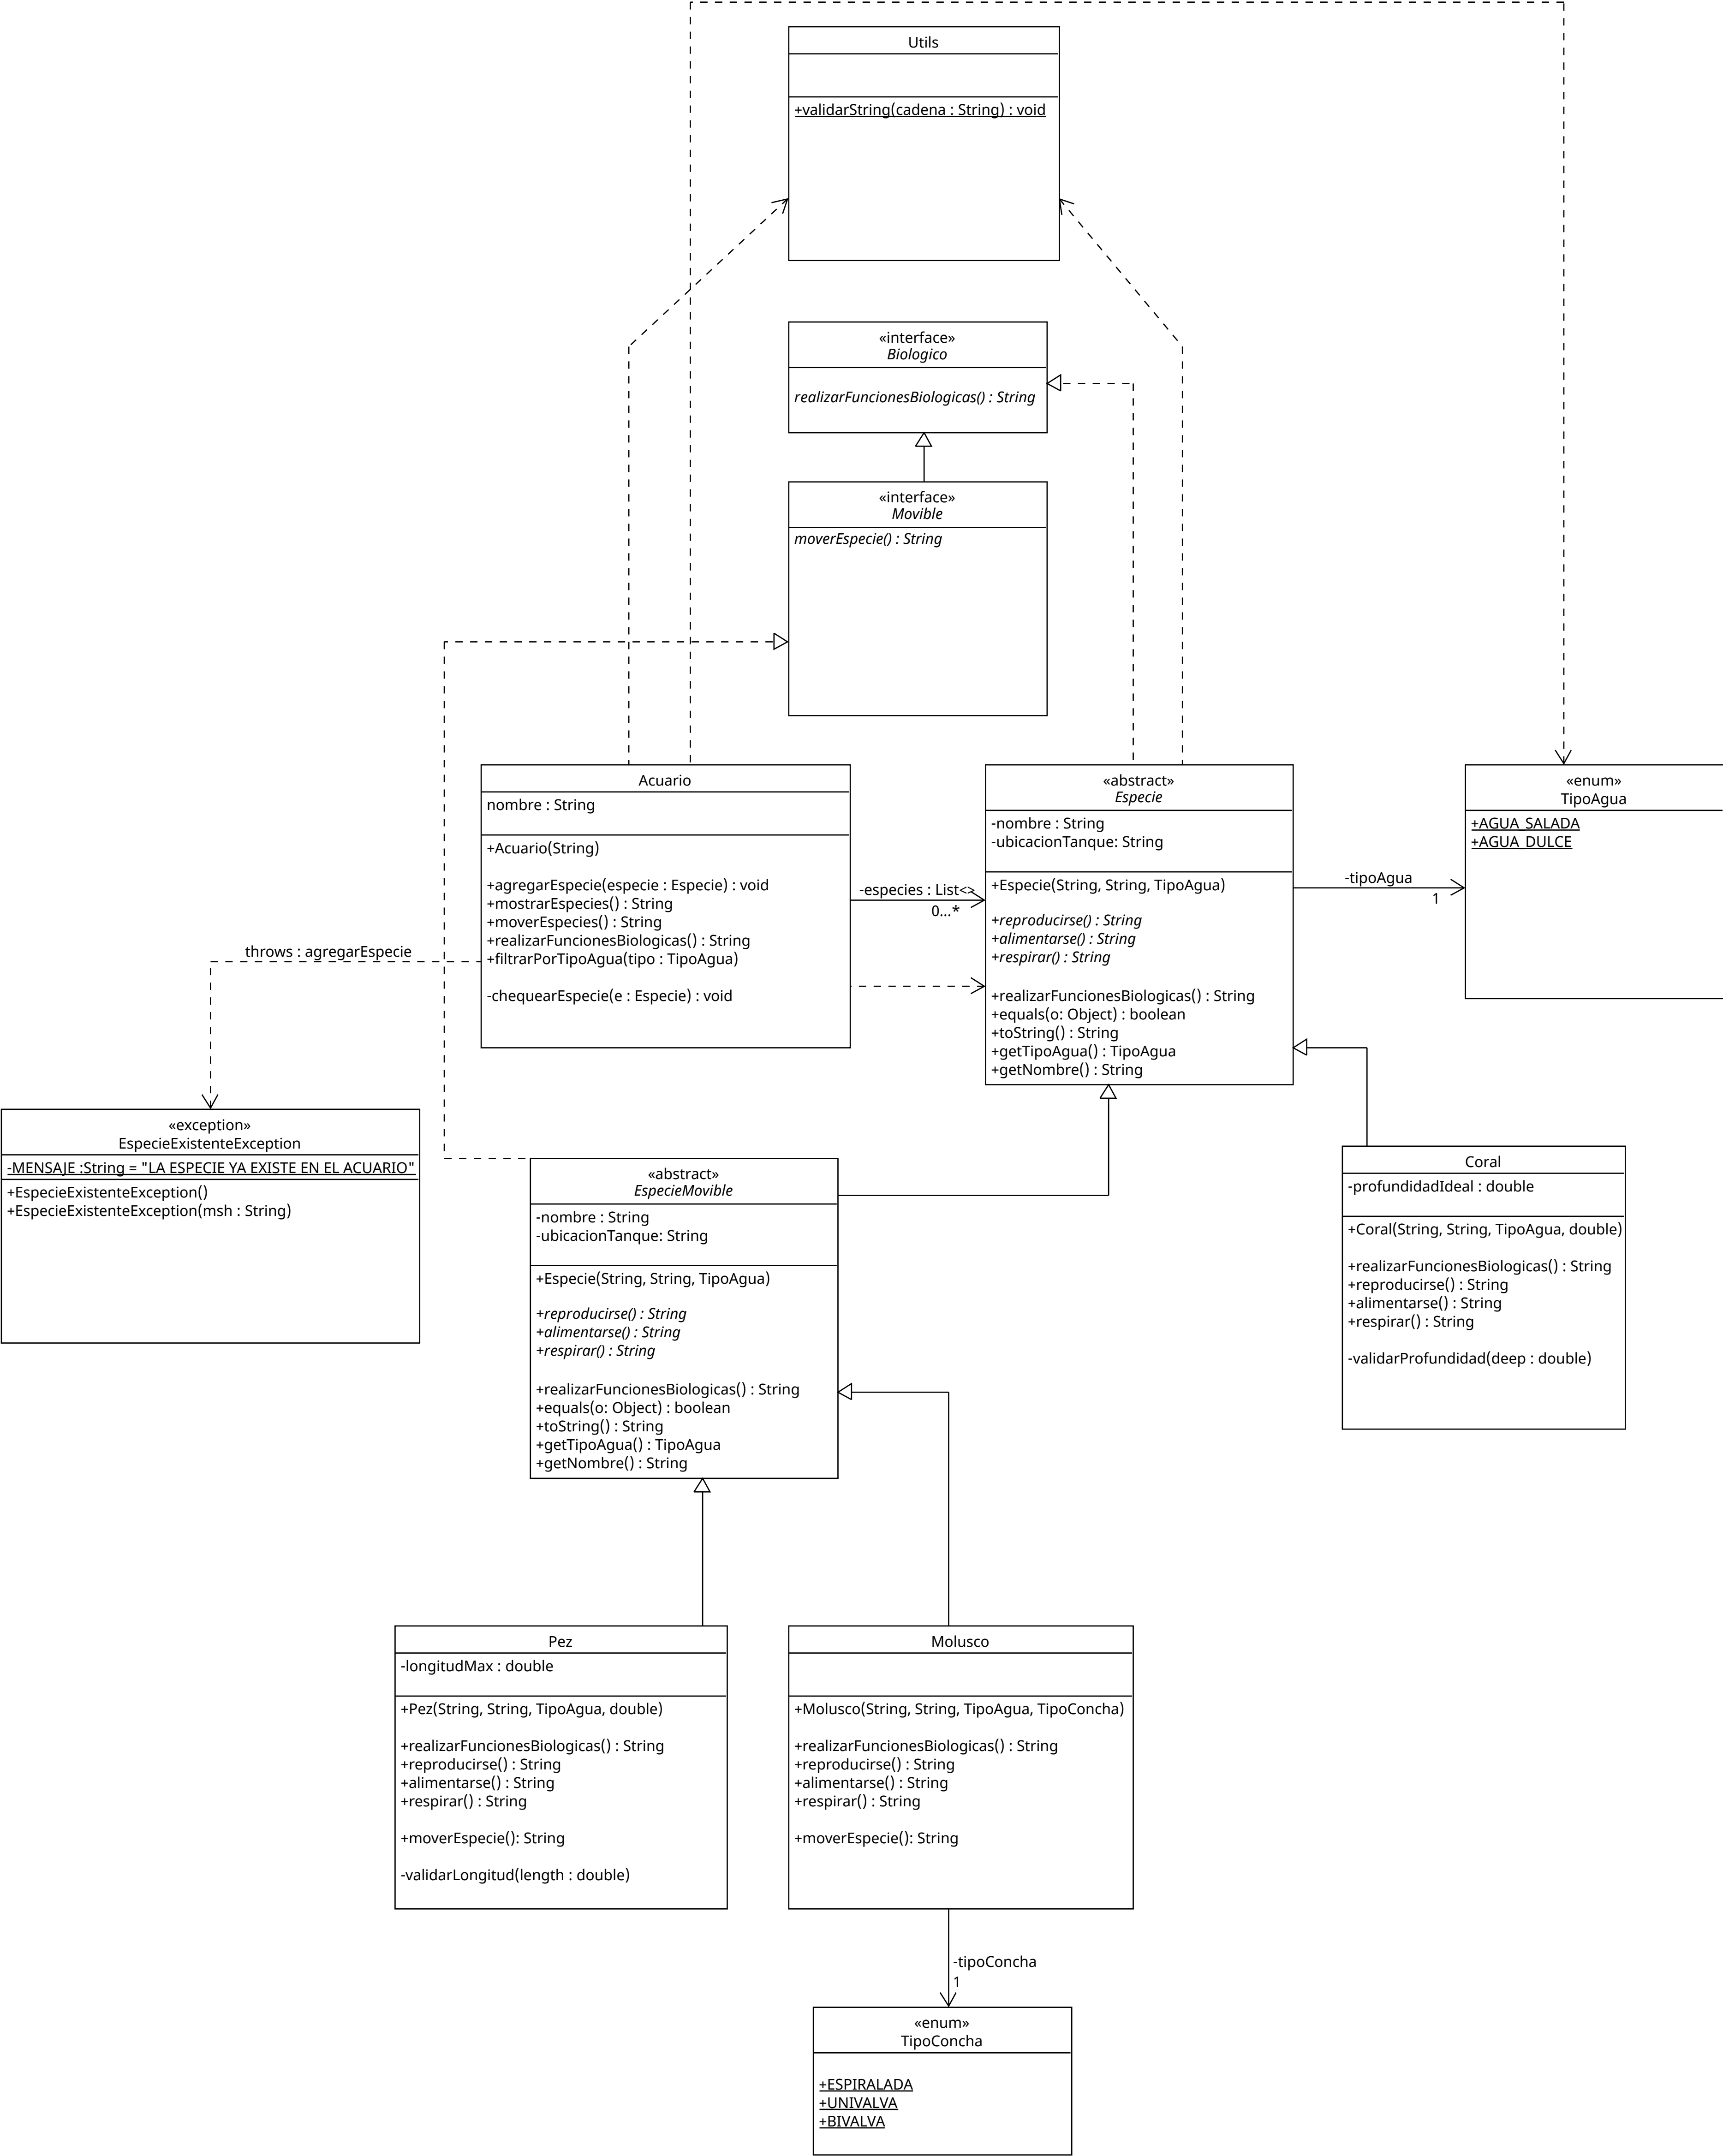 Utils
+validarString(cadena : String) : void
«interface»
Biologico
realizarFuncionesBiologicas() : String
«interface»
Movible
moverEspecie() : String
Acuario
nombre : String
+Acuario(String)
+agregarEspecie(especie : Especie) : void
+mostrarEspecies() : String
+moverEspecies() : String
+realizarFuncionesBiologicas() : String
+filtrarPorTipoAgua(tipo : TipoAgua)
-chequearEspecie(e : Especie) : void
-especies : List<>
0...*
«abstract»
Especie
-nombre : String
-ubicacionTanque: String
+Especie(String, String, TipoAgua)
+reproducirse() : String
+alimentarse() : String
+respirar() : String
+realizarFuncionesBiologicas() : String
+equals(o: Object) : boolean
+toString() : String
+getTipoAgua() : TipoAgua
+getNombre() : String
-tipoAgua
1
«enum»
TipoAgua
+AGUA_SALADA
+AGUA_DULCE
throws : agregarEspecie
«exception»
EspecieExistenteException
-MENSAJE :String = "LA ESPECIE YA EXISTE EN EL ACUARIO"
+EspecieExistenteException()
+EspecieExistenteException(msh : String)
«abstract»
EspecieMovible
-nombre : String
-ubicacionTanque: String
+Especie(String, String, TipoAgua)
+reproducirse() : String
+alimentarse() : String
+respirar() : String
+realizarFuncionesBiologicas() : String
+equals(o: Object) : boolean
+toString() : String
+getTipoAgua() : TipoAgua
+getNombre() : String
Coral
-profundidadIdeal : double
+Coral(String, String, TipoAgua, double)
+realizarFuncionesBiologicas() : String
+reproducirse() : String
+alimentarse() : String
+respirar() : String
-validarProfundidad(deep : double)
Pez
-longitudMax : double
+Pez(String, String, TipoAgua, double)
+realizarFuncionesBiologicas() : String
+reproducirse() : String
+alimentarse() : String
+respirar() : String
+moverEspecie(): String
-validarLongitud(length : double)
Molusco
+Molusco(String, String, TipoAgua, TipoConcha)
+realizarFuncionesBiologicas() : String
+reproducirse() : String
+alimentarse() : String
+respirar() : String
+moverEspecie(): String
-tipoConcha
1
«enum»
TipoConcha
+ESPIRALADA
+UNIVALVA
+BIVALVA